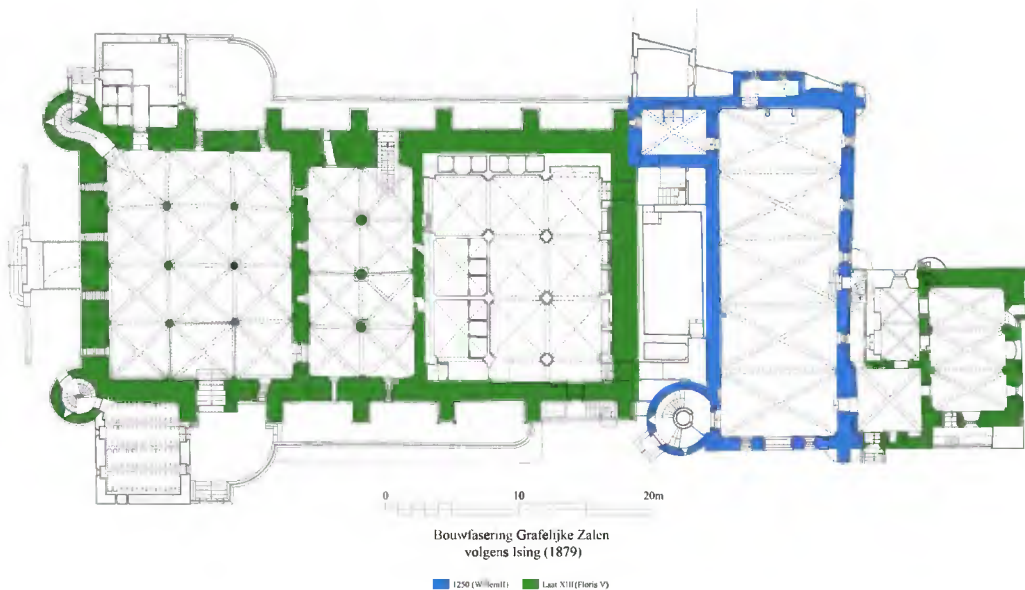 0 10 20m
Bouwfasering Grafelijke Zalen
volgens Ising (1879)
1250 (Willem II) Laat XIII (Floris V)